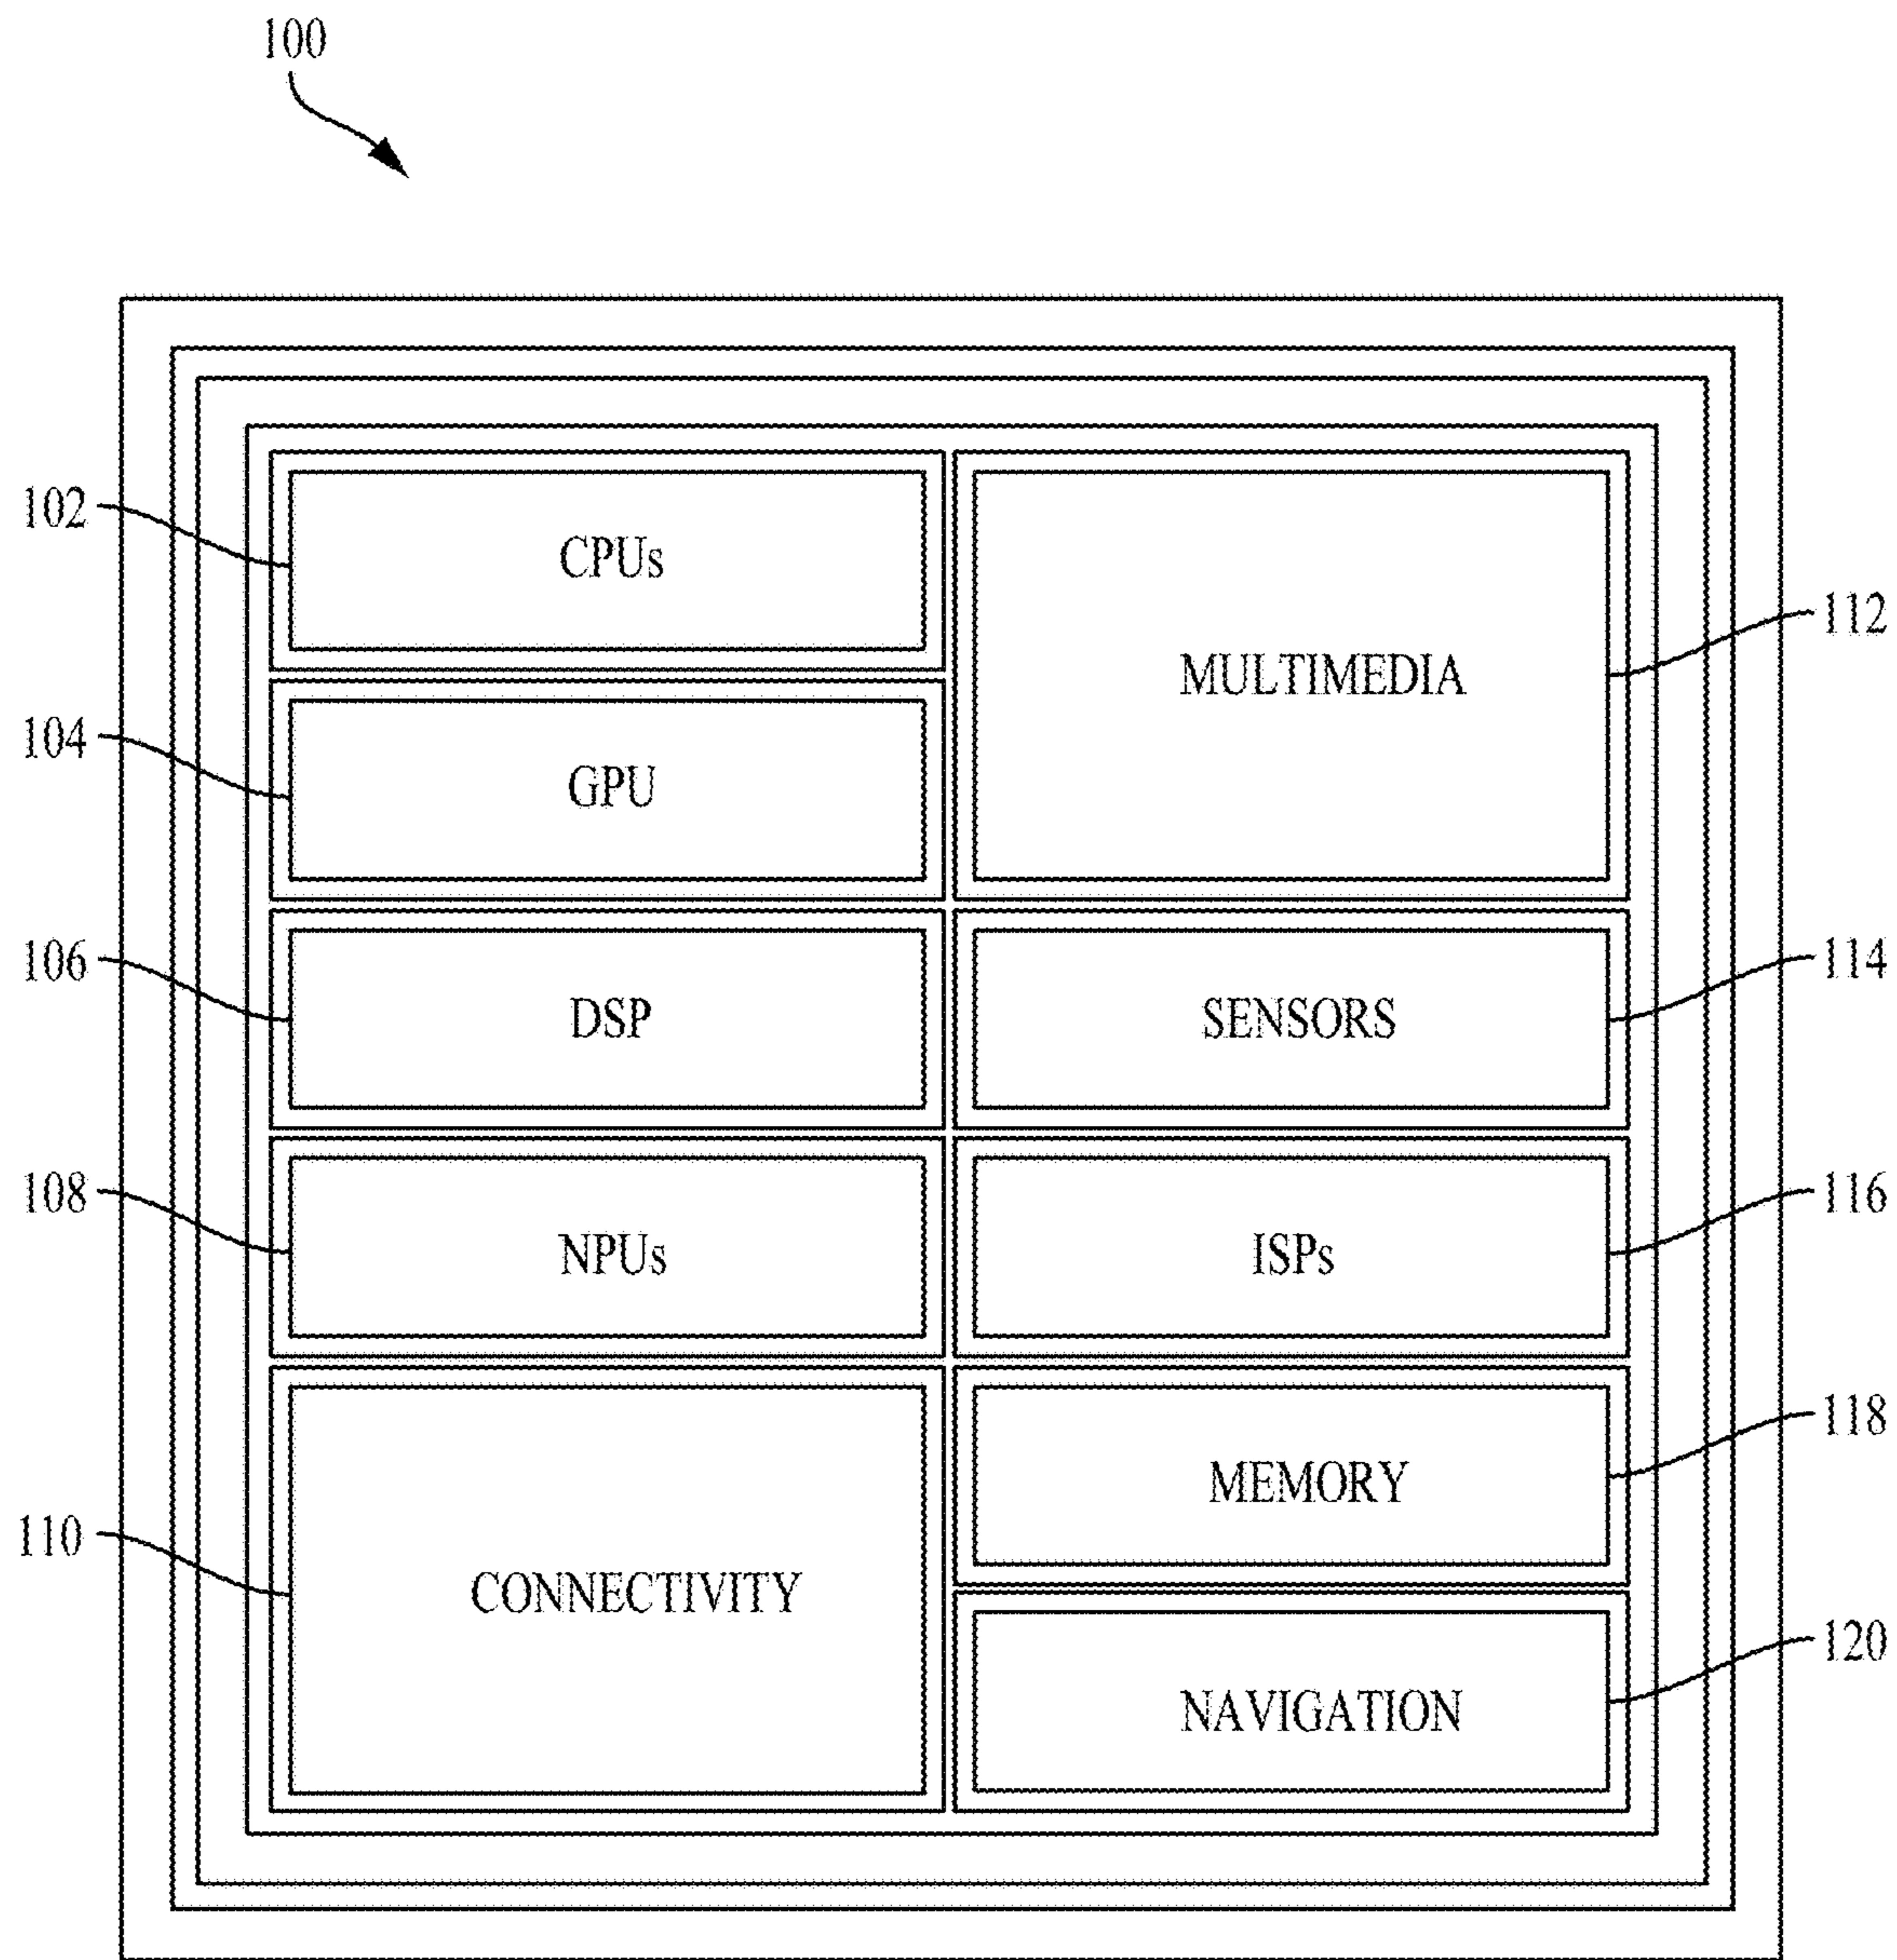 100
102
CPUs
MULTIMEDIA
112
104
GPU
106
DSP
SENSORS
114
108
NPUs
ISPs
116
110
CONNECTIVITY
MEMORY
118
NAVIGATION
120